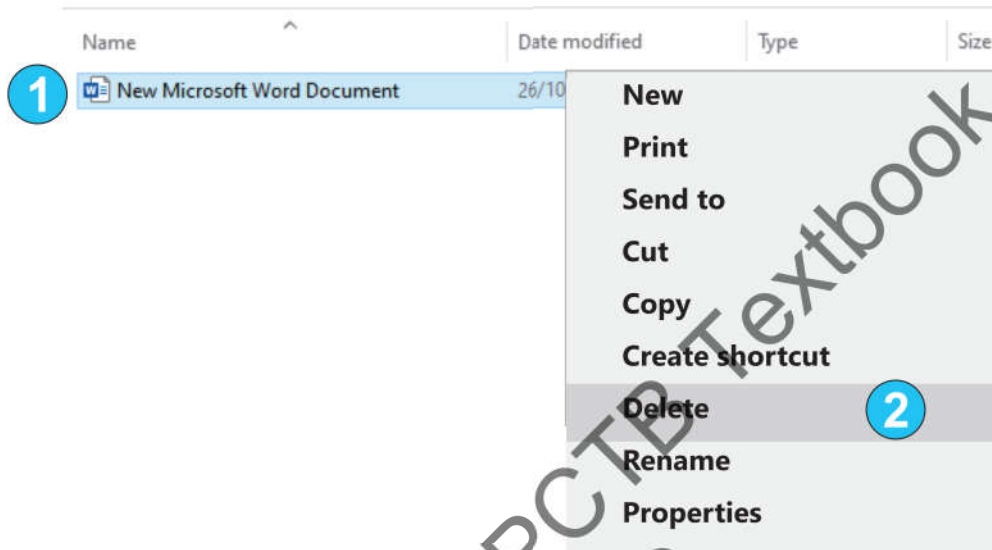 Name Date modified Type Size
1 New Microsoft Word Document 26/10
New
Print
Send to
Cut
Copy
Create shortcut
Delete 2
Rename
Properties
PCTB Textbook